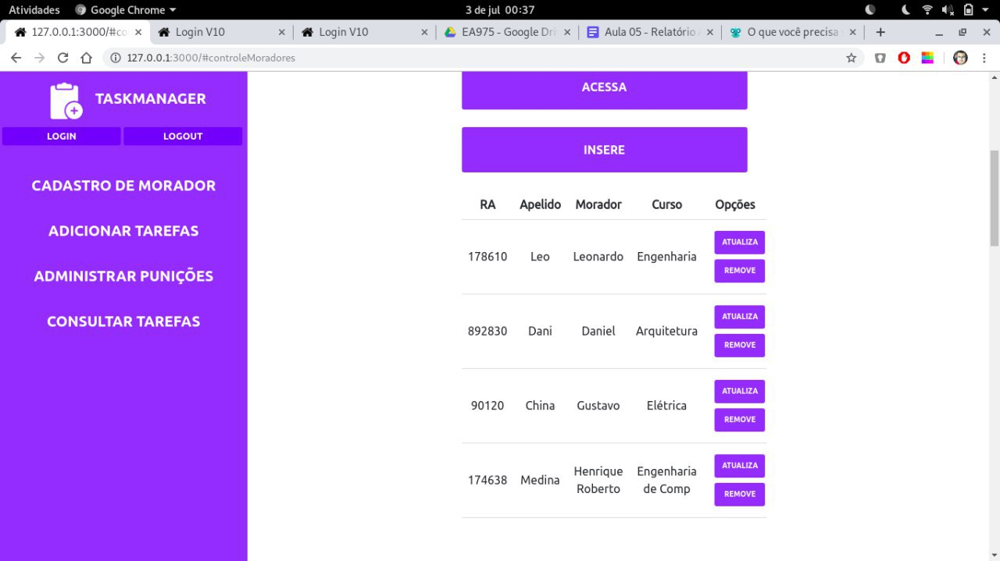 Atividades Google Chrome 3 de jul 00:37
127.0.0.1:3000/#co Login V10 Login V10 EA975 - Google Dri Aula 05 - Relatório O que você precisa
127.0.0.1:3000/#controleMoradores
TASKMANAGER
LOGIN LOGOUT
CADASTRO DE MORADOR
ADICIONAR TAREFAS
ADMINISTRAR PUNIÇÕES
CONSULTAR TAREFAS
ACESSA
INSERE
RA Apelido Morador Curso Opções
178610 Leo Leonardo Engenharia ATUALIZA
REMOVE
892830 Dani Daniel Arquitetura ATUALIZA
REMOVE
90120 China Gustavo Elétrica ATUALIZA
REMOVE
174638 Medina Henrique Engenharia ATUALIZA
Roberto de Comp REMOVE